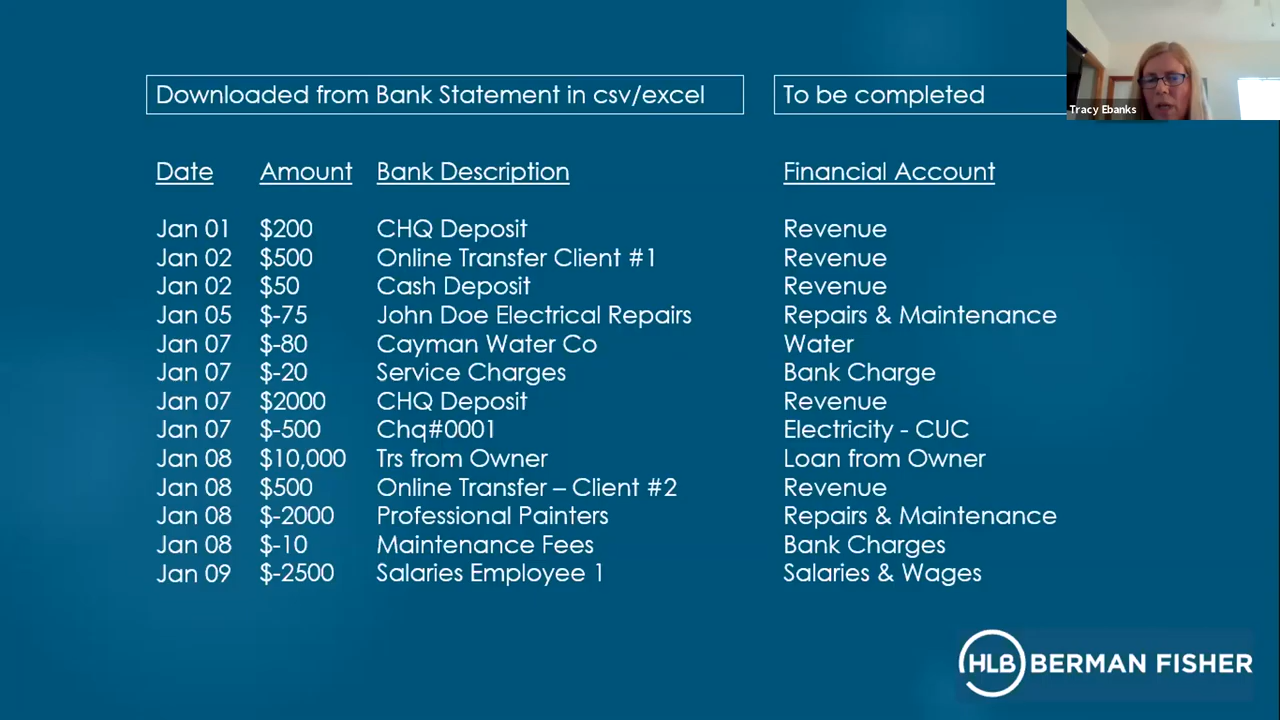 Downloaded from Bank Statement in csv/excel To be completed
Tracy Ebanks
Date Amount Bank Description Financial Account
Jan 01 $200 CHQ Deposit Revenue
Jan 02 $500 Online Transfer Client #1 Revenue
Jan 02 $50 Cash Deposit Revenue
Jan 05 $-75 John Doe Electrical Repairs Repairs & Maintenance
Jan 07 $-80 Cayman Water Co Water
Jan 07 $-20 Service Charges Bank Charge
Jan 07 $2000 CHQ Deposit Revenue
Jan 07 $-500 Chq#0001 Electricity - CUC
Jan 08 $10,000 Trs from Owner Loan from Owner
Jan 08 $500 Online Transfer – Client #2 Revenue
Jan 08 $-2000 Professional Painters Repairs & Maintenance
Jan 08 $-10 Maintenance Fees Bank Charges
Jan 09 $-2500 Salaries Employee 1 Salaries & Wages
HLB BERMAN FISHER